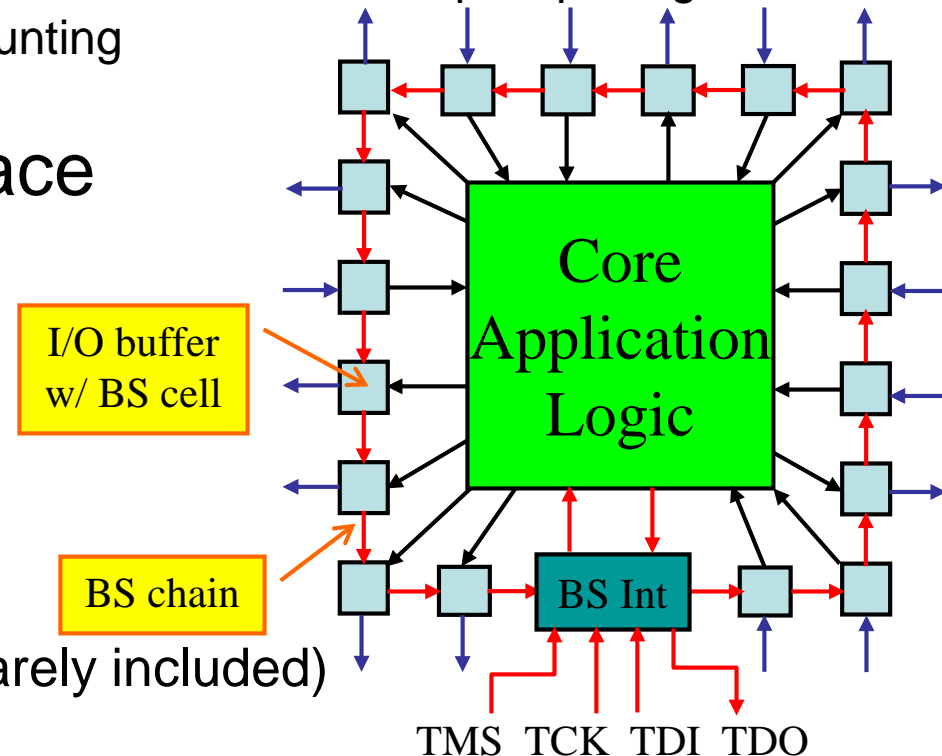 unting
ace
Core
Application
Logic
I/O buffer
w/ BS cell
BS chain
BS Int
arely included)
TMS TCK TDI TDO